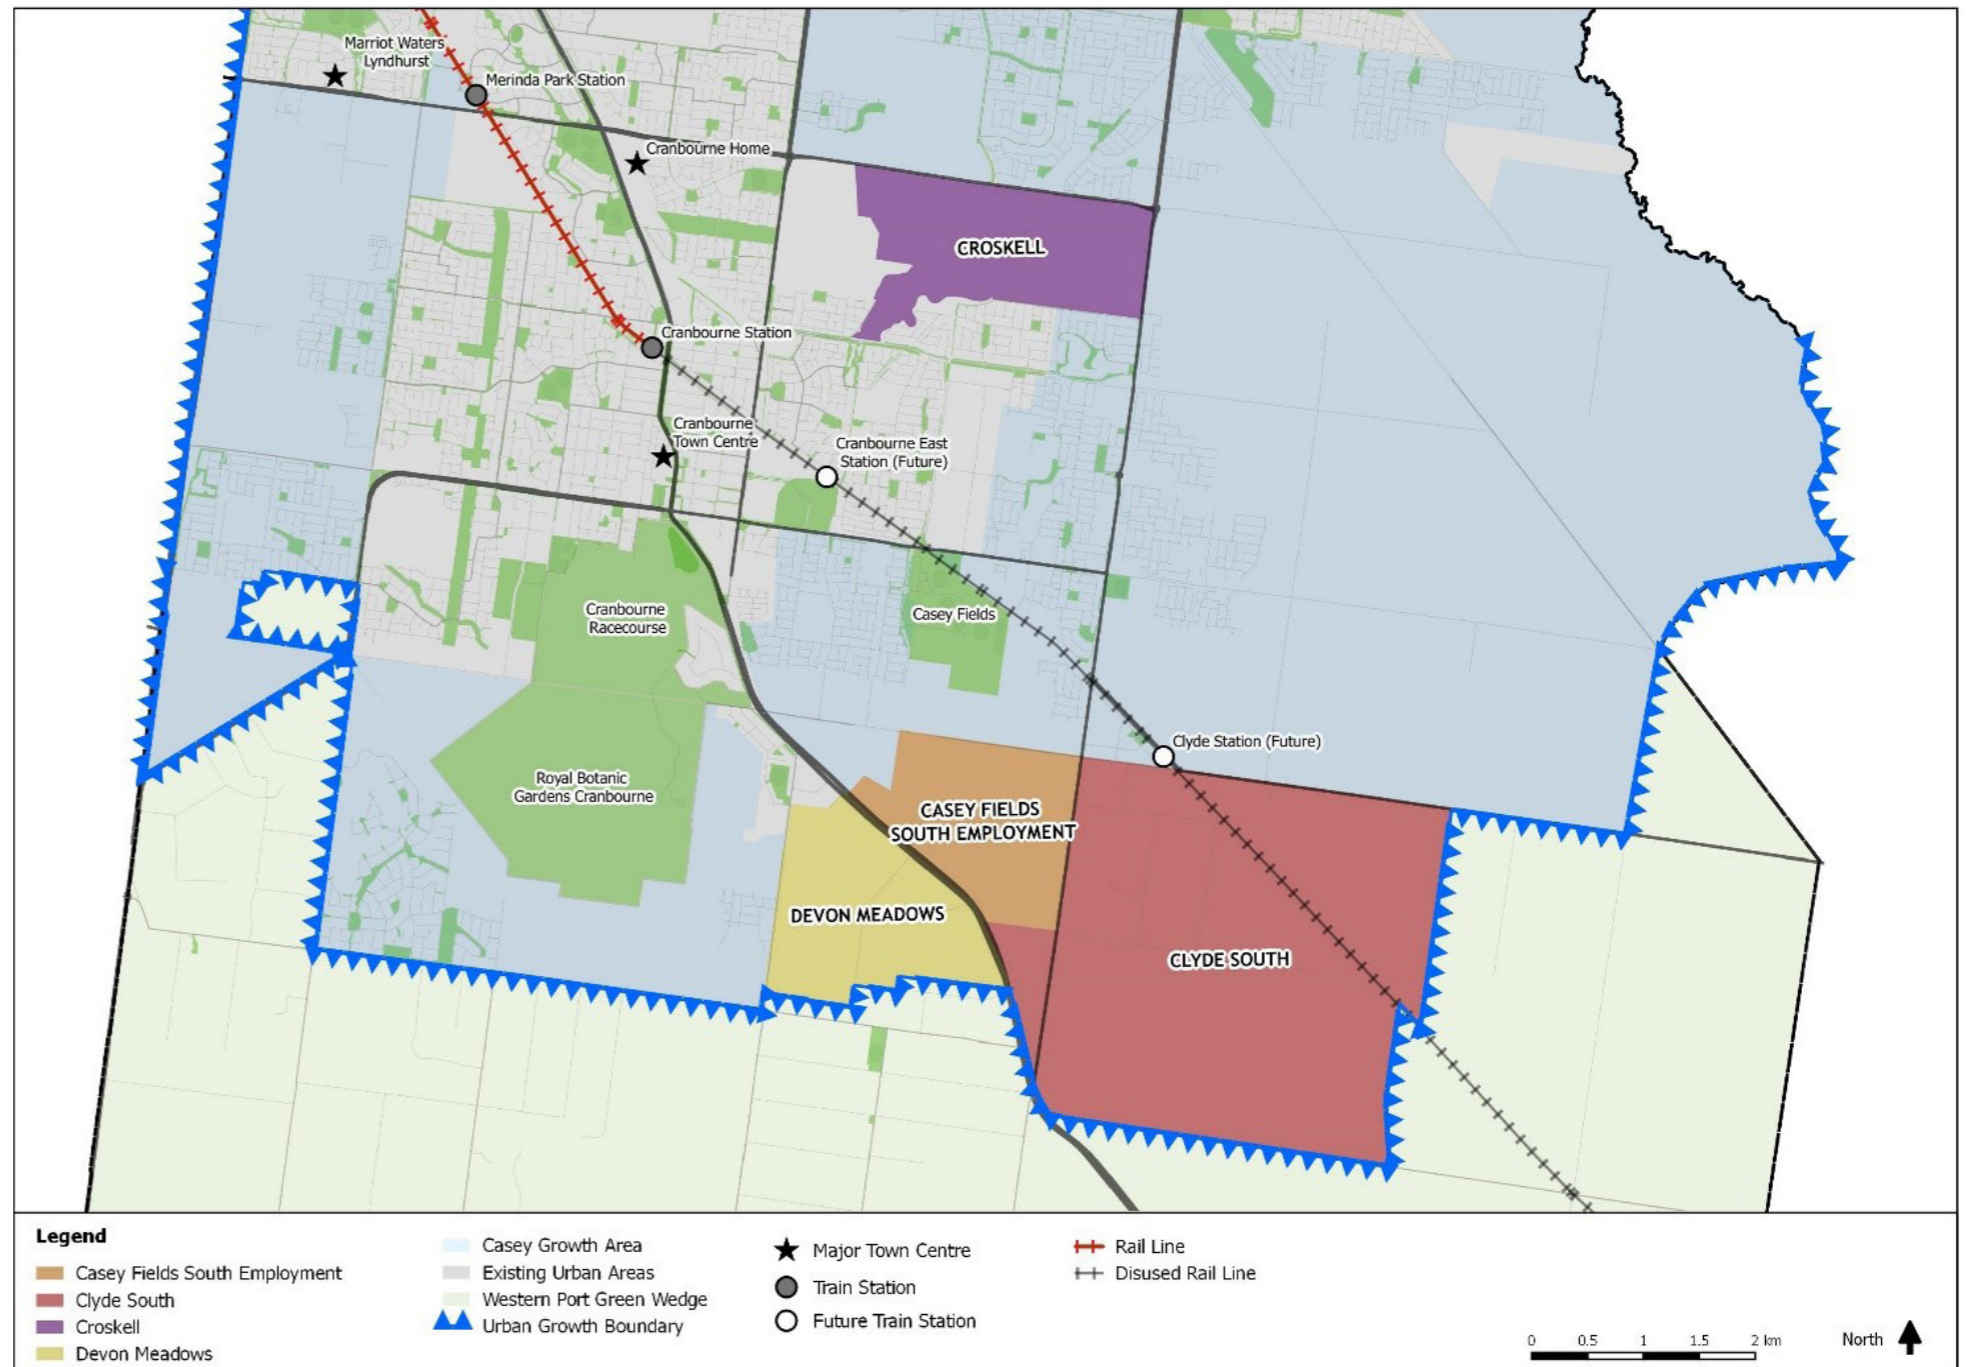 Marriot Waters
Lyndhurst
Merinda Park Station
Cranbourne Home
CROSKELL
Cranbourne Station
Cranbourne
Town Centre
Cranbourne East
Station (Future)
Cranbourne
Racecourse
Casey Fields
Clyde Station (Future)
Royal Botanic
Gardens Cranbourne
CASEY FIELDS
SOUTH EMPLOYMENT
DEVON MEADOWS
CLYDE SOUTH
Legend
Casey Fields South Employment
Clyde South
Croskell
Devon Meadows
Casey Growth Area
Existing Urban Areas
Western Port Green Wedge
Urban Growth Boundary
Major Town Centre
Train Station
Future Train Station
Rail Line
Disused Rail Line
0 0.5 1 1.5 2 km
North